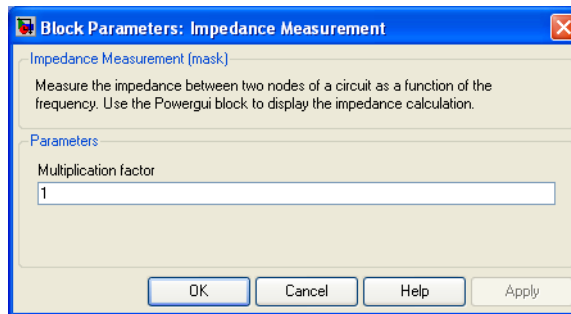 Block Parameters: Impedance Measurement
Impedance Measurement (mask)
Measure the impedance between two nodes of a circuit as a function of the
frequency. Use the Powergui block to display the impedance calculation.
Parameters
Multiplication factor
1
OK Cancel Help Apply